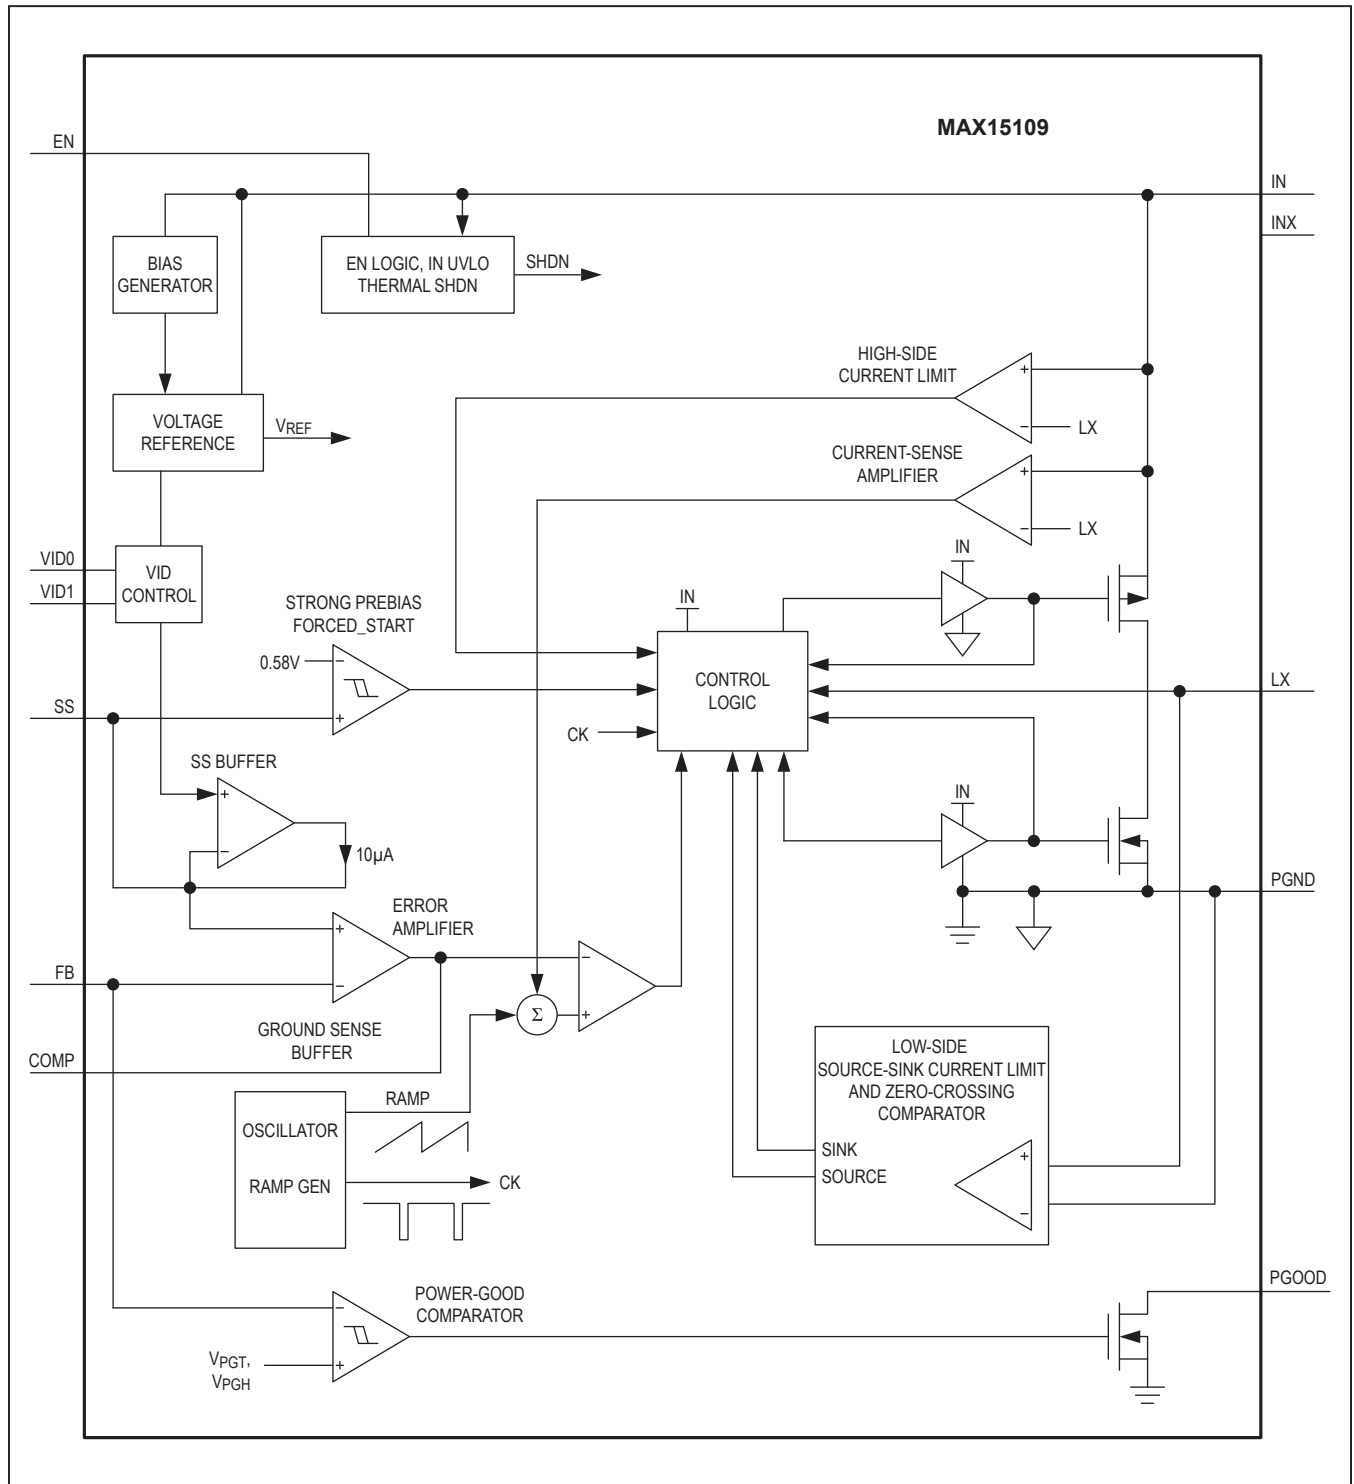 MAX15109
EN
IN
INX
BIAS
GENERATOR
EN LOGIC, IN UVLO
THERMAL SHDN
SHDN
HIGH-SIDE
CURRENT LIMIT
+
−
LX
VOLTAGE
REFERENCE
VREF
CURRENT-SENSE
AMPLIFIER
+
−
LX
VID0
VID1
VID
CONTROL
STRONG PREBIAS
FORCED_START
0.58V
−
+
IN
IN
CONTROL
LOGIC
CK
LX
SS
SS BUFFER
+
−
10µA
IN
PGND
ERROR
AMPLIFIER
+
−
FB
−
+
Σ
GROUND SENSE
BUFFER
COMP
RAMP
OSCILLATOR
RAMP GEN
CK
LOW-SIDE
SOURCE-SINK CURRENT LIMIT
AND ZERO-CROSSING
COMPARATOR
SINK
SOURCE
+
−
PGOOD
POWER-GOOD
COMPARATOR
−
+
VPGT,
VPGH